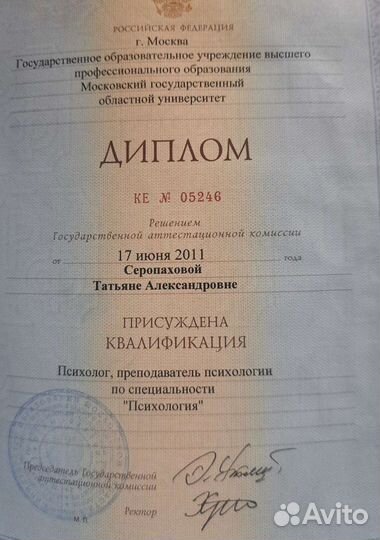 РОССИЙСКАЯ ФЕДЕРАЦИЯ
г. Москва
Государственное образовательное учреждение высшего
профессионального образования
Московский государственный
областной университет
ДИПЛОМ
КЕ № 05246
Решением
Государственной аттестационной комиссии
от 17 июня 2011 года
Серопаховой
Татьяне Александровне
ПРИСУЖДЕНА
КВАЛИФИКАЦИЯ
Психолог, преподаватель психологии
по специальности
"Психология"
Председатель Государственной
аттестационной комиссии
Ректор
М.П.
Avito